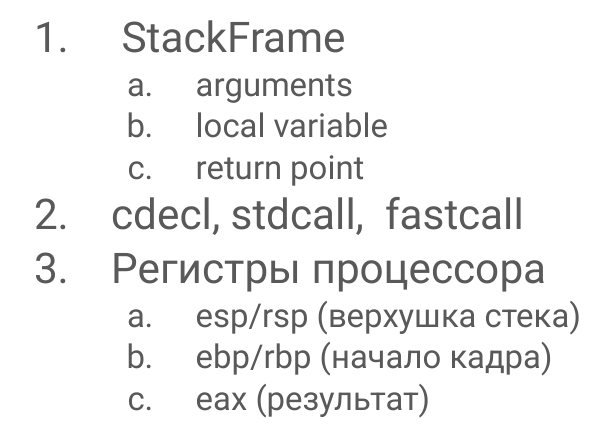 1. StackFrame
a. arguments
b. local variable
c. return point
2. cdecl, stdcall, fastcall
3. Регистры процессора
a. esp/rsp (верхушка стека)
b. ebp/rbp (начало кадра)
c. eax (результат)